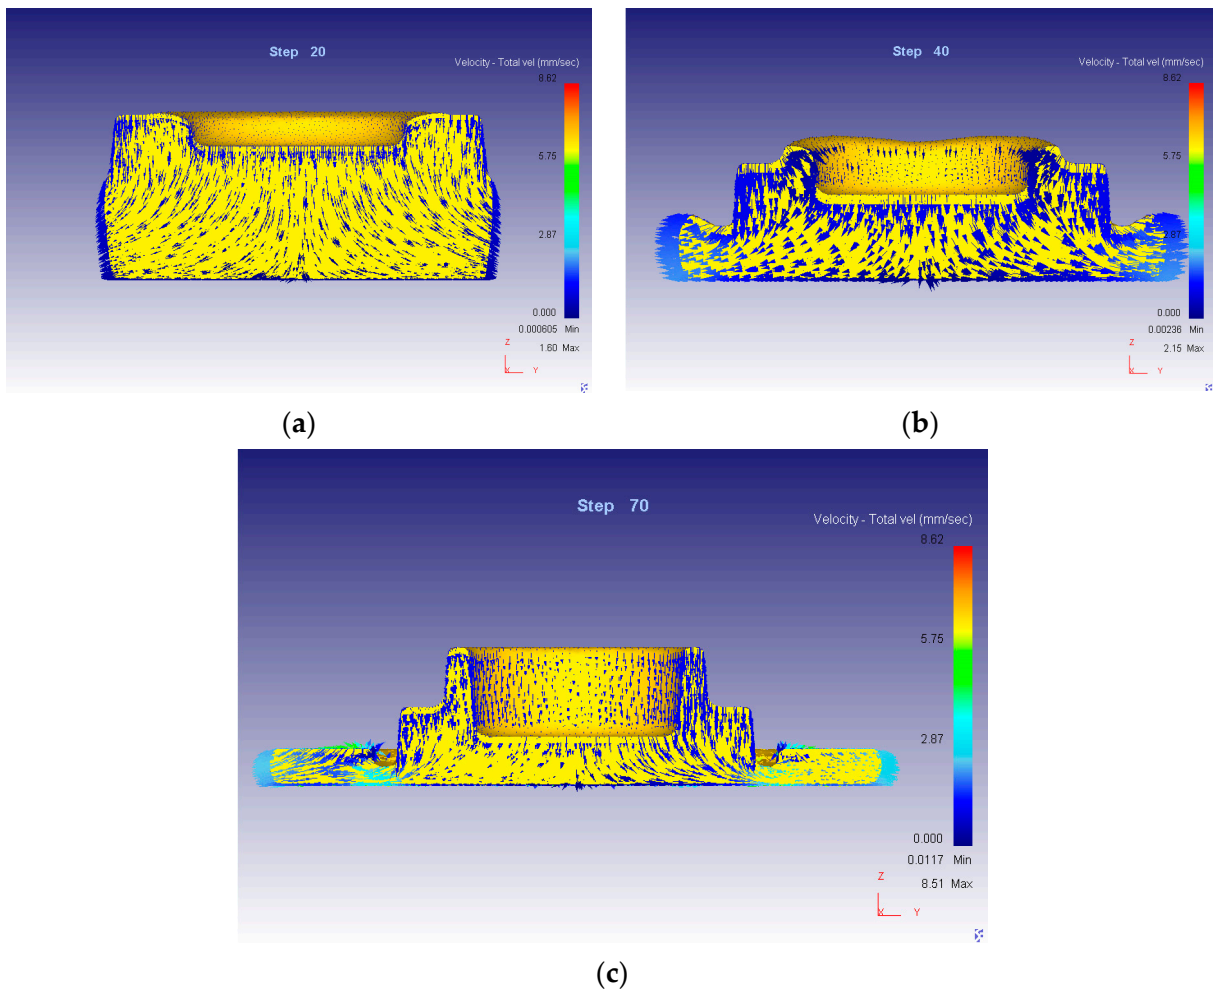 Step 20
Velocity - Total vel (mm/sec)
8.62
5.75
2.87
0.000
0.000605 Min
1.60 Max
Z
X Y
(a)
Step 40
Velocity - Total vel (mm/sec)
8.62
5.75
2.87
0.000
0.00236 Min
2.15 Max
Z
X Y
(b)
Step 70
Velocity - Total vel (mm/sec)
8.62
5.75
2.87
0.000
0.0117 Min
8.51 Max
Z
X Y
(c)